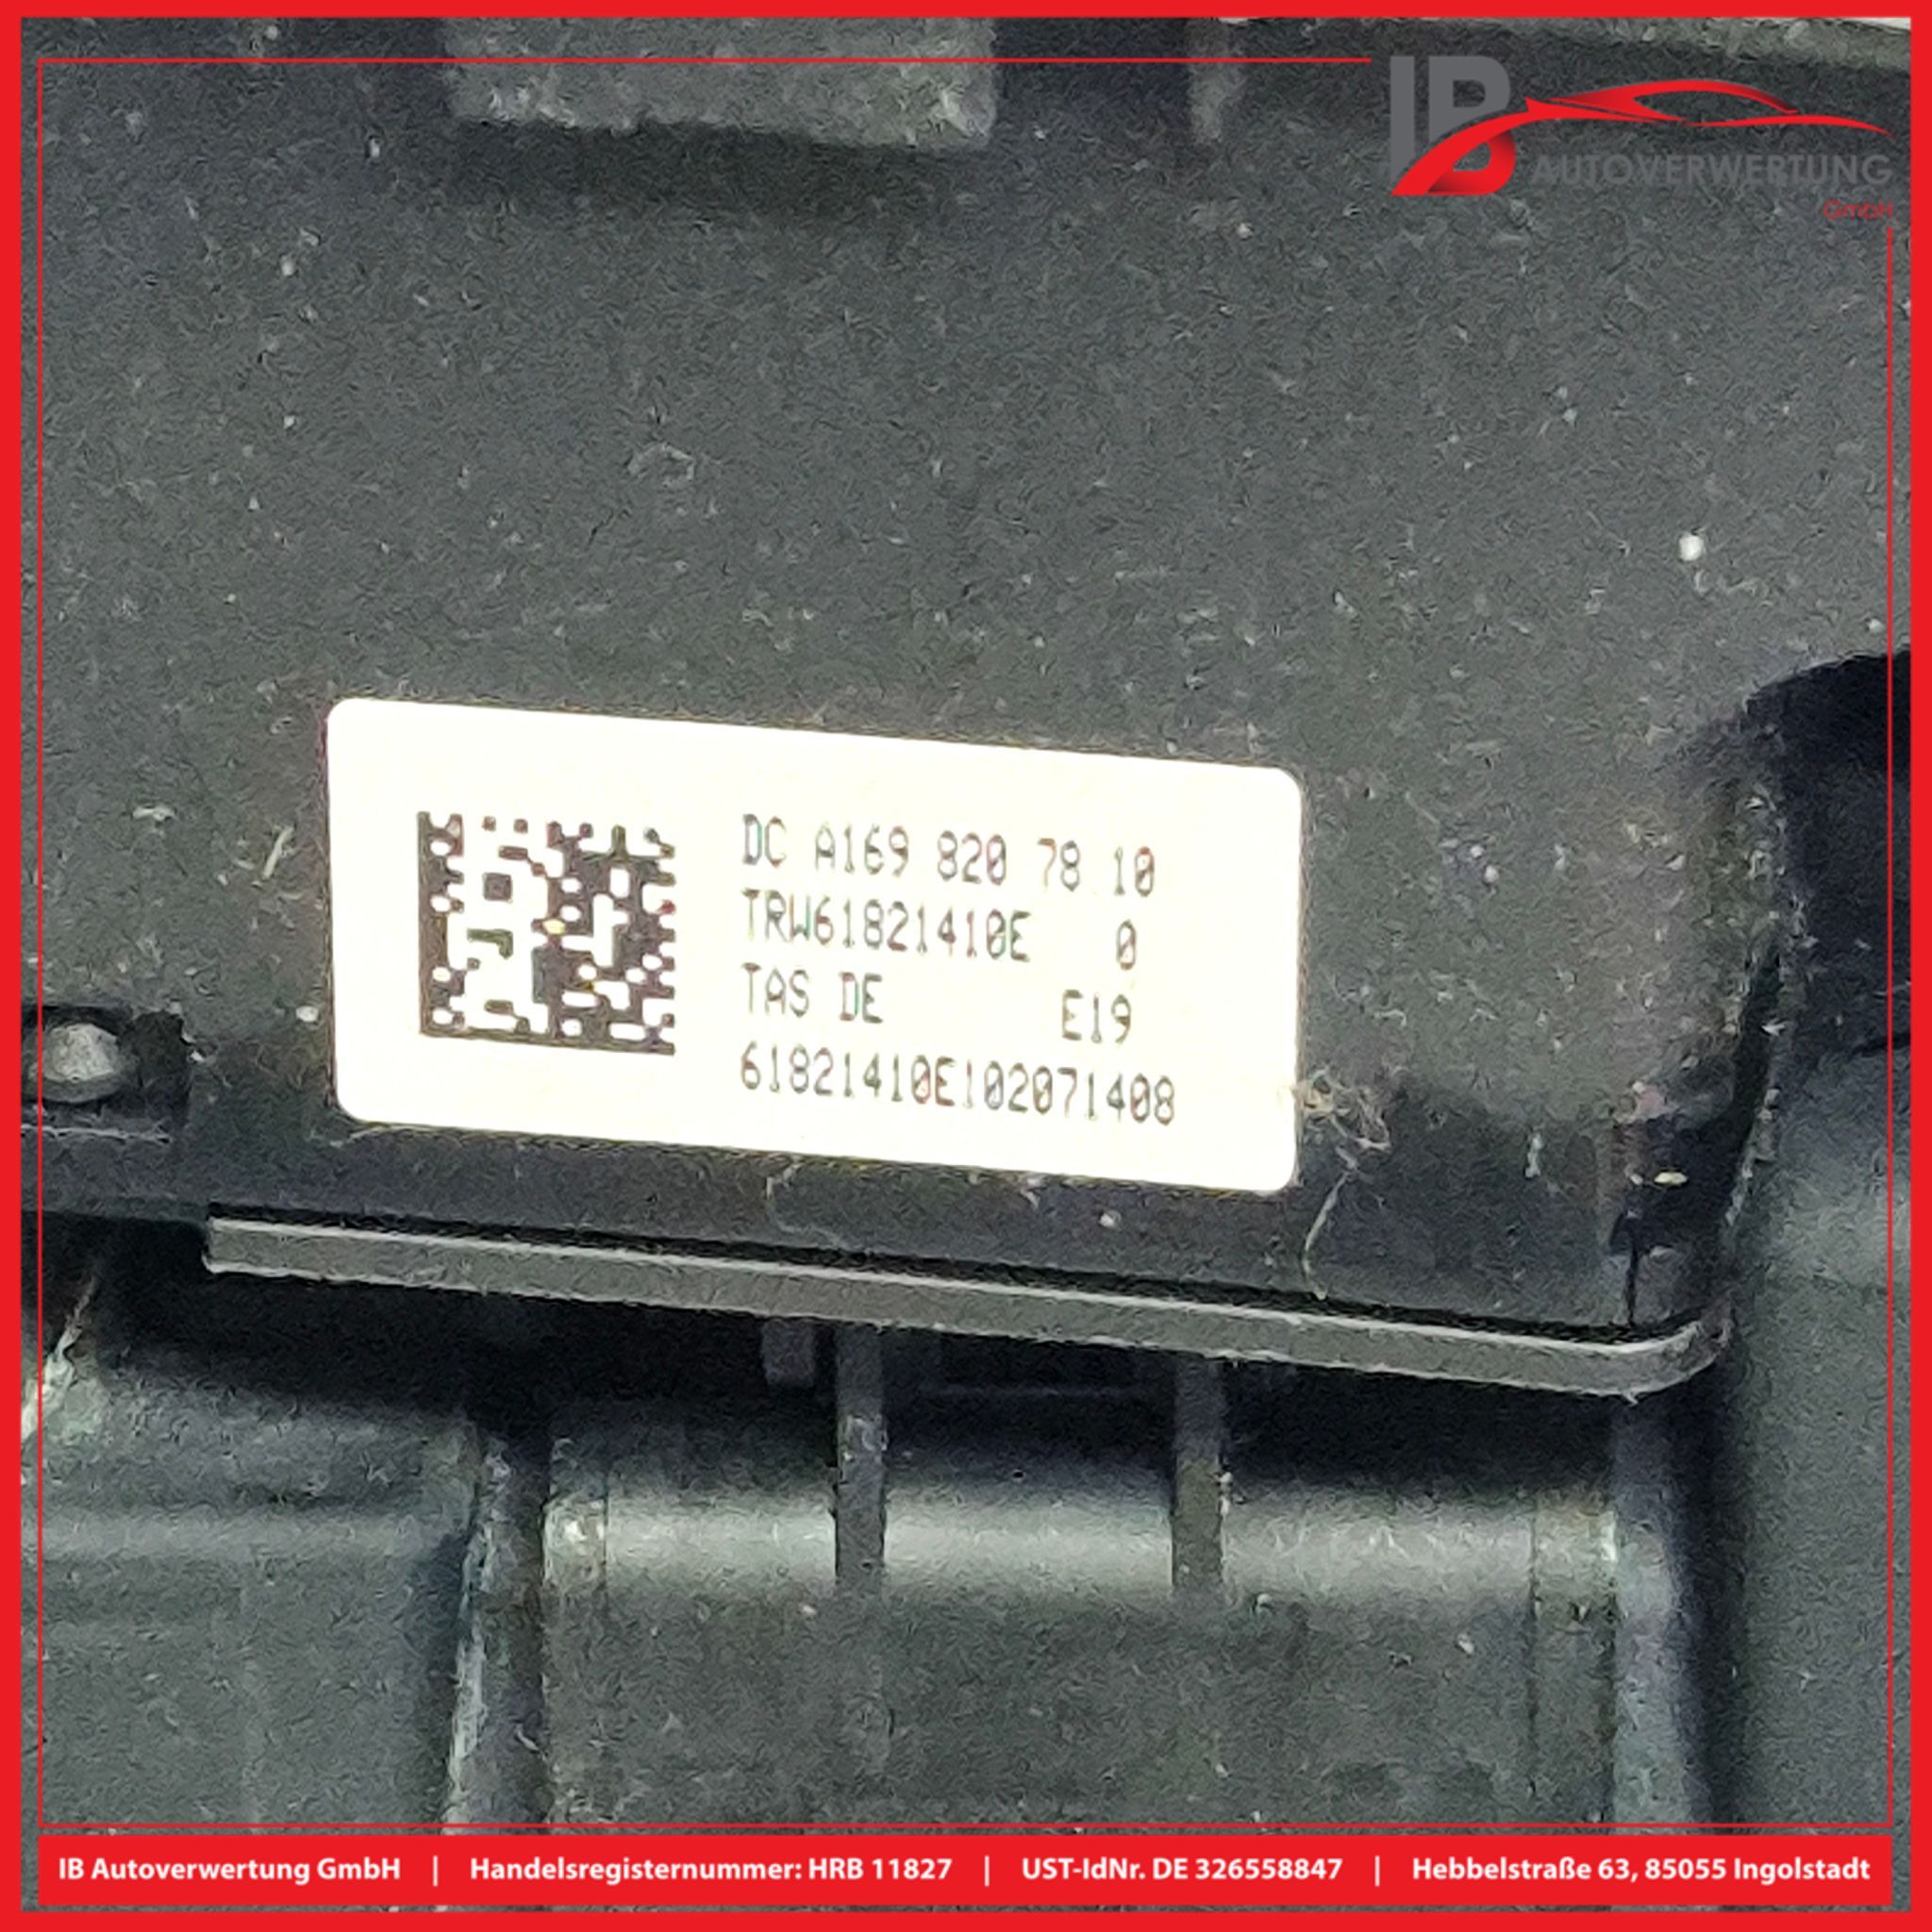 IB
AUTOVERWERTUNG
GmbH
DC A169 820 78 10
TRW61821410E 0
TAS DE E19
61821410E102071408
IB Autoverwertung GmbH | Handelsregisternummer: HRB 11827 | UST-IdNr. DE 326558847 | Hebbelstraße 63, 85055 Ingolstadt